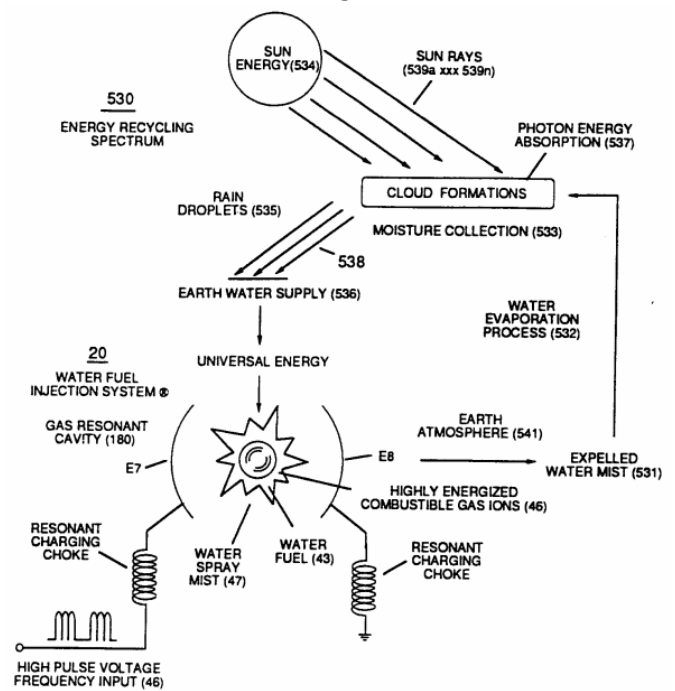 SUN
ENERGY(534)
SUN RAYS
(539a xxx 539n)
530
ENERGY RECYCLING
SPECTRUM
PHOTON ENERGY
ABSORPTION (537)
CLOUD FORMATIONS
RAIN
DROPLETS (535)
MOISTURE COLLECTION (533)
538
EARTH WATER SUPPLY (536)
WATER
EVAPORATION
PROCESS (532)
20
WATER FUEL
INJECTION SYSTEM ®
UNIVERSAL ENERGY
GAS RESONANT
CAVITY (180)
E7
E8
EARTH
ATMOSPHERE (541)
EXPELLED
WATER MIST (531)
HIGHLY ENERGIZED
COMBUSTIBLE GAS IONS (46)
RESONANT
CHARGING
CHOKE
WATER
SPRAY
MIST (47)
WATER
FUEL (43)
RESONANT
CHARGING
CHOKE
HIGH PULSE VOLTAGE
FREQUENCY INPUT (46)